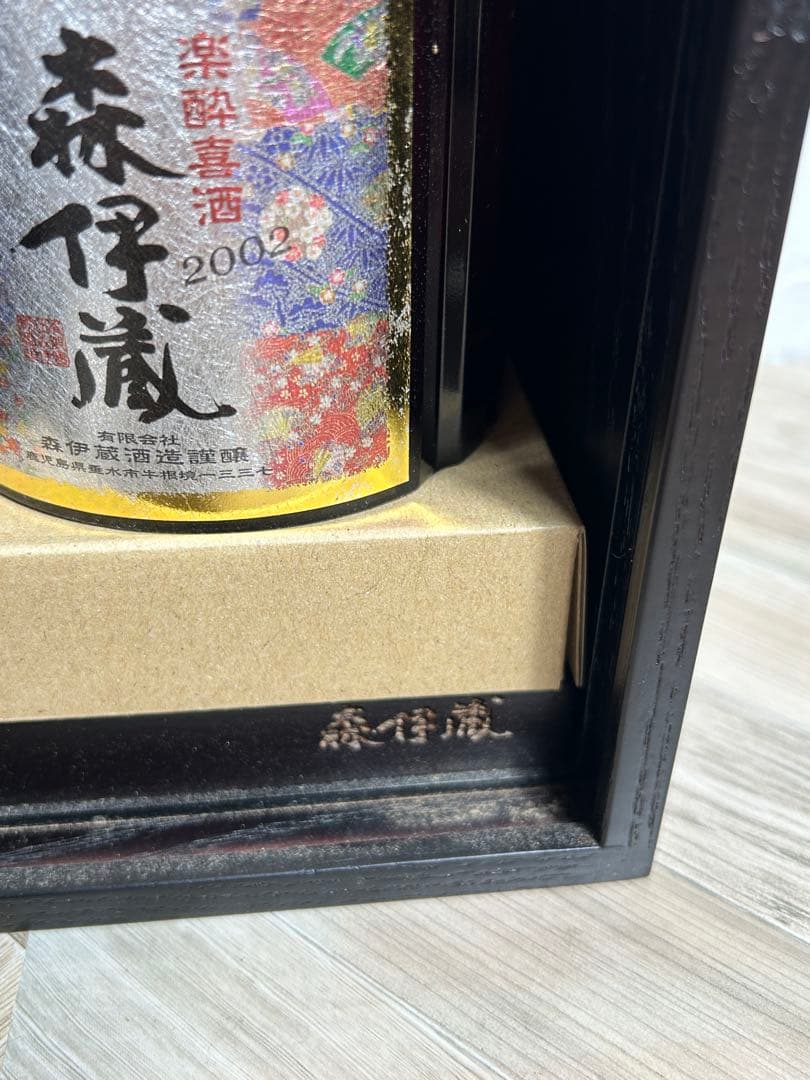 楽酔喜酒
森伊蔵
2002
有限会社
森伊蔵酒造謹醸
鹿児島県垂水市牛根境一三三七
森伊蔵